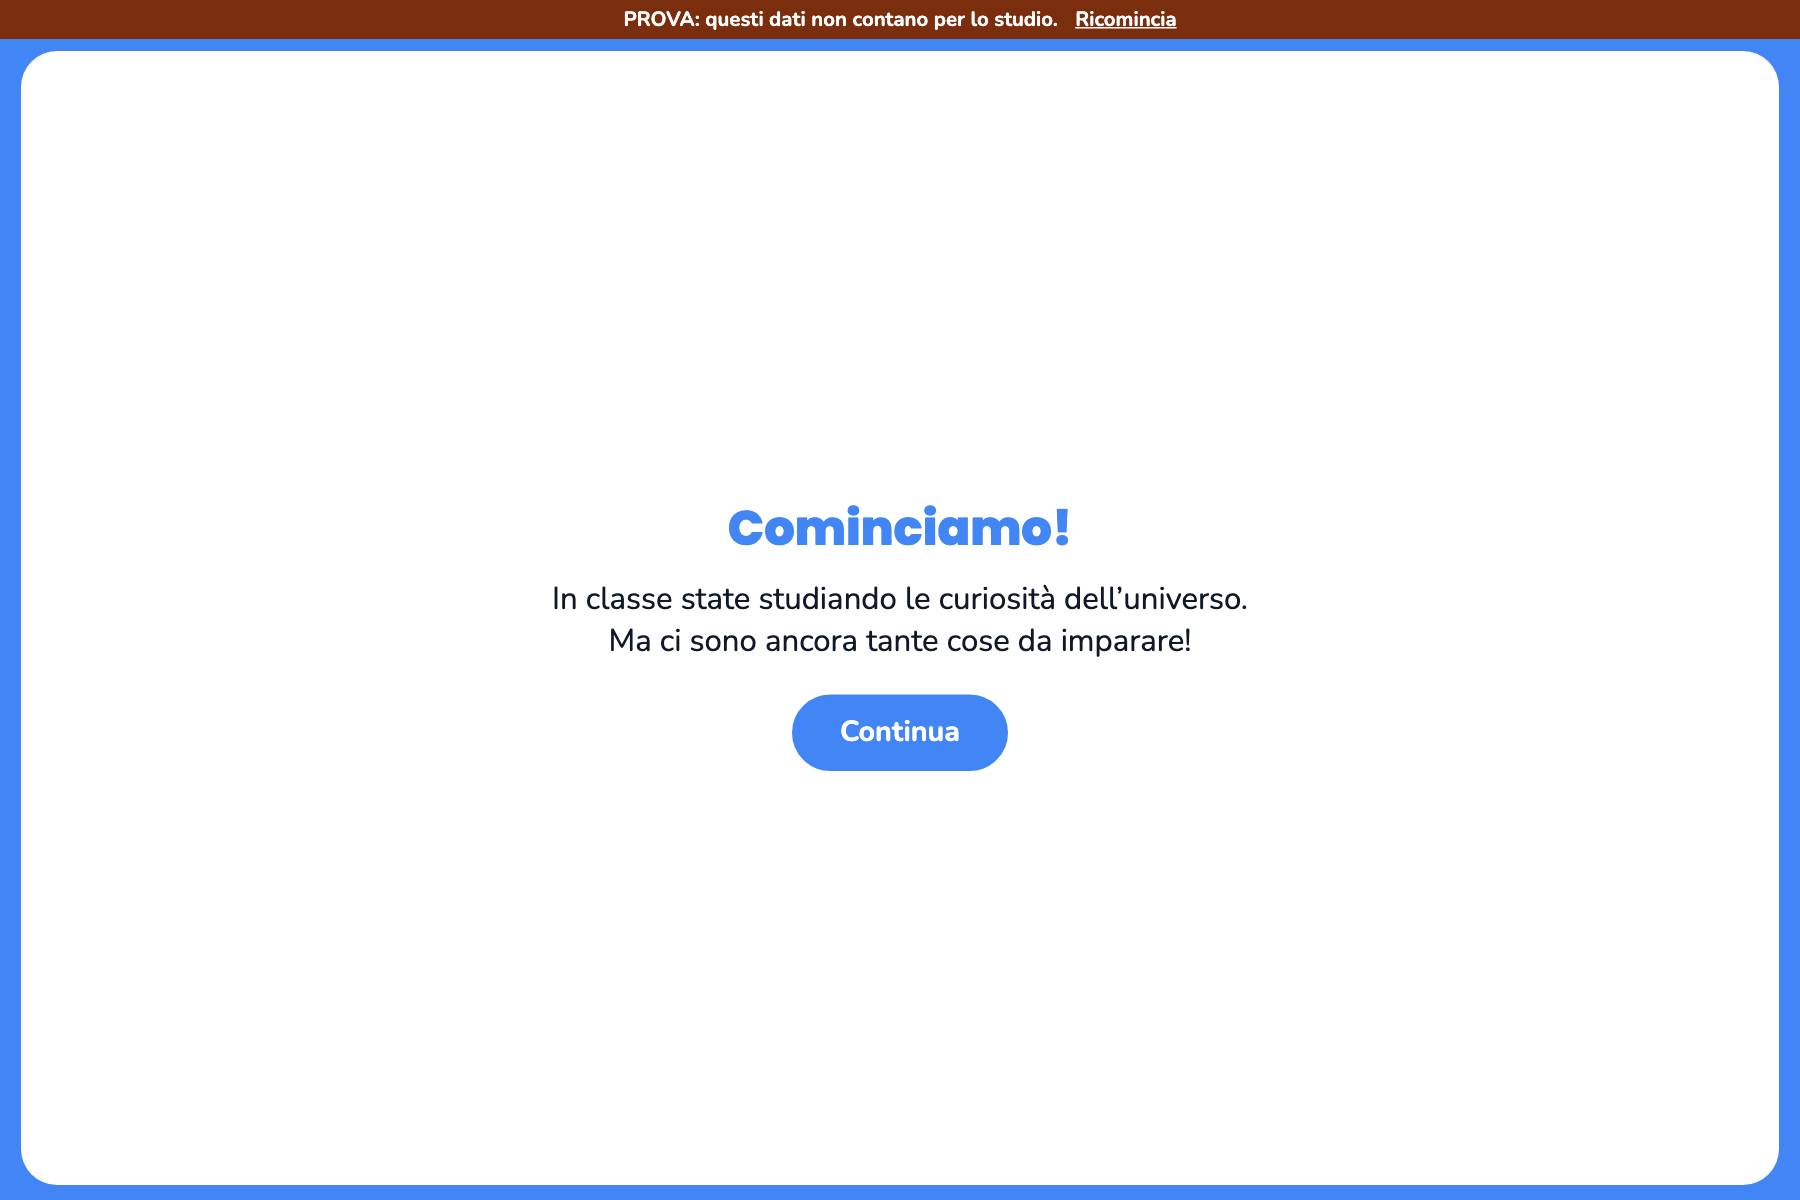 PROVA: questi dati non contano per lo studio. Ricomincia
Cominciamo!
In classe state studiando le curiosità dell’universo.
Ma ci sono ancora tante cose da imparare!
Continua